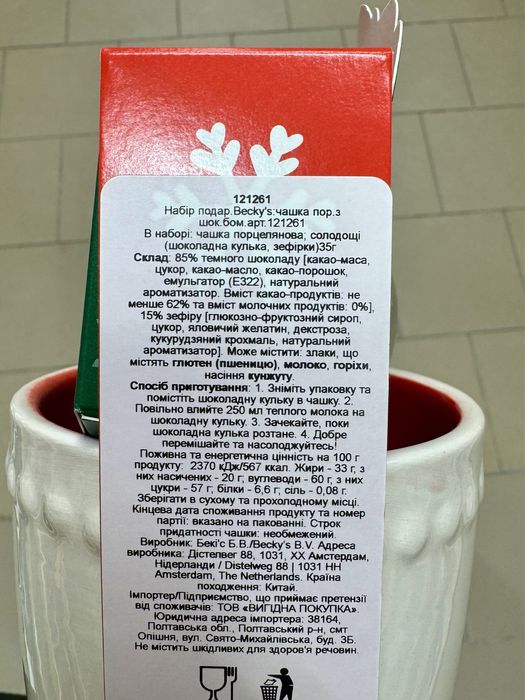 121261
Набір подар.Becky's:чашка пор.з
шок.бом.арт.121261
В наборі: чашка порцелянова; солодощі
(шоколадна кулька, зефірки)35г
Склад: 85% темного шоколаду [какао-маса,
цукор, какао-масло, какао-порошок,
емульгатор (Е322), натуральний
ароматизатор. Вміст какао-продуктів: не
менше 62% та вміст молочних продуктів: 0%],
15% зефіру [глюкозно-фруктозний сироп,
цукор, яловичий желатин, декстроза,
кукурудзяний крохмаль, натуральний
ароматизатор]. Може містити: злаки, що
містять глютен (пшеницю), молоко, горіхи,
насіння кунжуту.
Спосіб приготування: 1. Зніміть упаковку та
помістіть шоколадну кульку в чашку. 2.
Повільно влийте 250 мл теплого молока на
шоколадну кульку. 3. Зачекайте, поки
шоколадна кулька розтане. 4. Добре
перемішайте та насолоджуйтесь!
Поживна та енергетична цінність на 100 г
продукту: 2370 кДж/567 ккал. Жири - 33 г, з
них насичених - 20 г; вуглеводи - 60 г, з них
цукри - 57 г; білки - 6,6 г; сіль - 0,08 г.
Зберігати в сухому та прохолодному місці.
Кінцева дата споживання продукту та номер
партії: вказано на пакованні. Строк
придатності чашки: необмежений.
Виробник: Бекі'с Б.В./Becky's B.V. Адреса
виробника: Дістелвег 88, 1031, ХХ Амстердам,
Нідерланди / Distelweg 88 | 1031 HH
Amsterdam, The Netherlands. Країна
походження: Китай.
Імпортер/Підприємство, що приймає претензії
від споживачів: ТОВ «ВИГІДНА ПОКУПКА».
Юридична адреса імпортера: 38164,
Полтавська обл., Полтавський р-н, смт
Опішня, вул. Свято-Михайлівська, буд. 3Б.
Не містить шкідливих для здоров'я речовин.